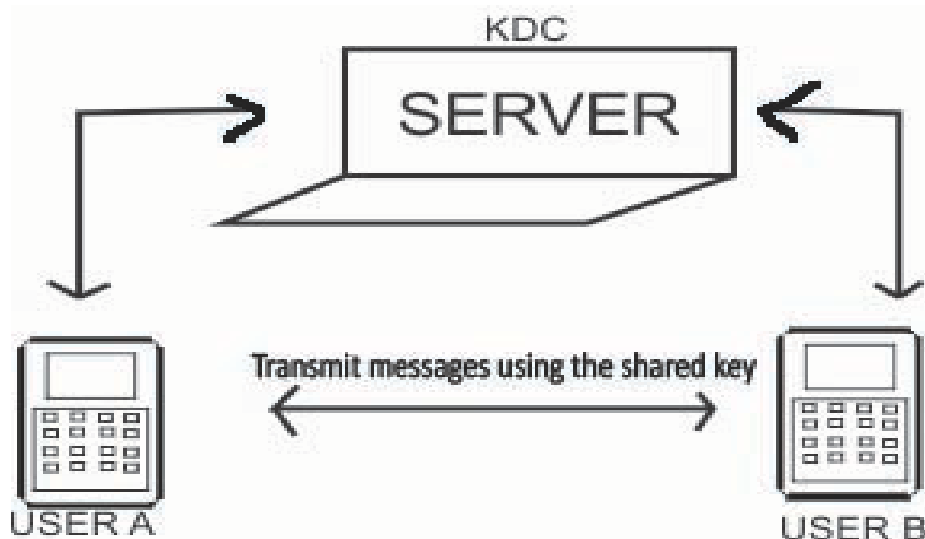 KDC
SERVER
Transmit messages using the shared key
USER A
USER B